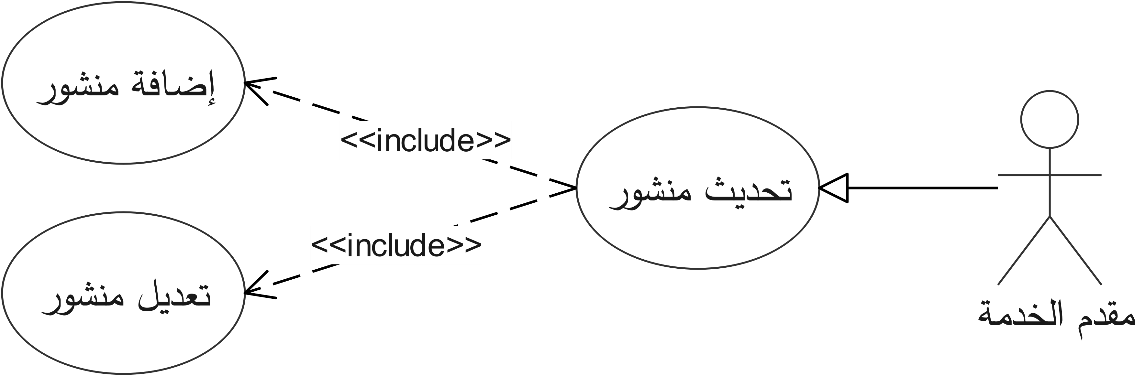 إضافة منشور
<<include>>
تحديث منشور
<<include>>
تعديل منشور
مقدم الخدمة